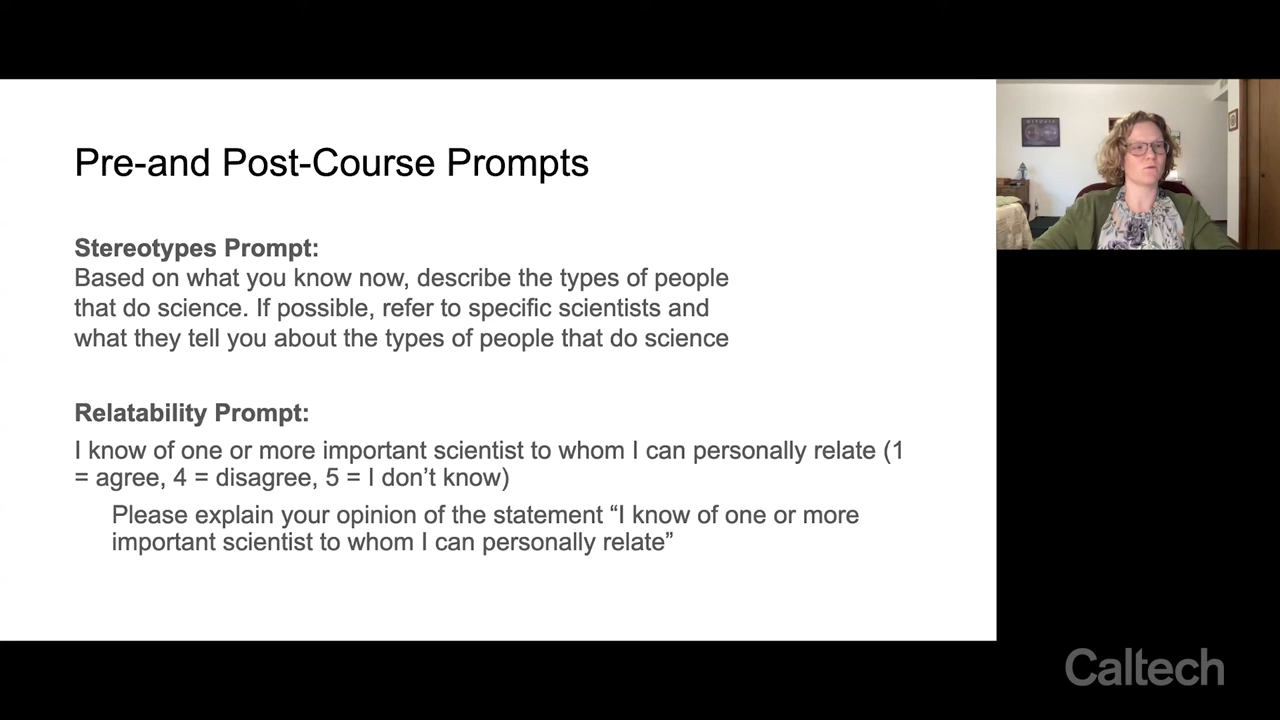 Pre-and Post-Course Prompts
Stereotypes Prompt:
Based on what you know now, describe the types of people
that do science. If possible, refer to specific scientists and
what they tell you about the types of people that do science
Relatability Prompt:
I know of one or more important scientist to whom I can personally relate (1
= agree, 4 = disagree, 5 = I don’t know)
Please explain your opinion of the statement “I know of one or more
important scientist to whom I can personally relate”
Caltech